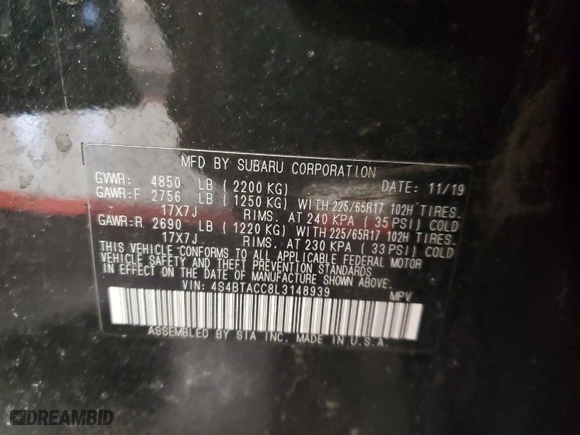 MFD BY SUBARU CORPORATION
GVWR: 4850 LB ( 2200 KG) DATE: 11/19
GAWR:F 2756 LB ( 1250 KG) WITH 225/65R17 102H TIRES.
17X7J RIMS. AT 240 KPA ( 35 PSI) COLD
GAWR:R 2690 LB ( 1220 KG) WITH 225/65R17 102H TIRES.
17X7J RIMS. AT 230 KPA ( 33 PSI) COLD
THIS VEHICLE CONFORMS TO ALL APPLICABLE FEDERAL MOTOR
VEHICLE SAFETY AND THEFT PREVENTION STANDARDS
IN EFFECT ON THE DATE OF MANUFACTURE SHOWN ABOVE.
VIN: 4S4BTACC8L3148939 MPV
ASSEMBLED BY SIA INC. MADE IN U.S.A.
DREAMBID